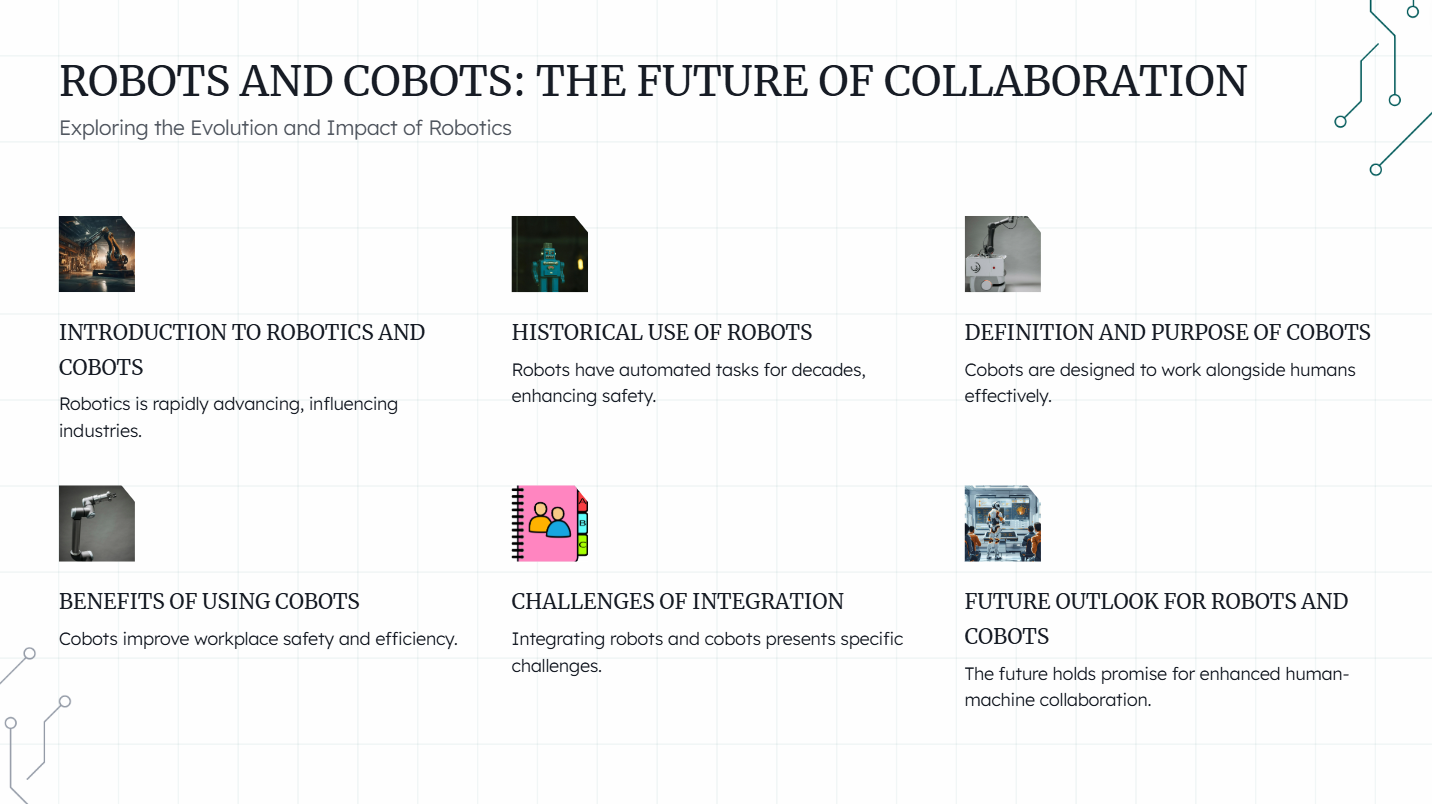 ROBOTS AND COBOTS: THE FUTURE OF COLLABORATION
Exploring the Evolution and Impact of Robotics
INTRODUCTION TO ROBOTICS AND
COBOTS
Robotics is rapidly advancing, influencing
industries.
HISTORICAL USE OF ROBOTS
Robots have automated tasks for decades,
enhancing safety.
DEFINITION AND PURPOSE OF COBOTS
Cobots are designed to work alongside humans
effectively.
BENEFITS OF USING COBOTS
Cobots improve workplace safety and efficiency.
A
B
C
CHALLENGES OF INTEGRATION
Integrating robots and cobots presents specific
challenges.
FUTURE OUTLOOK FOR ROBOTS AND
COBOTS
The future holds promise for enhanced human-
machine collaboration.